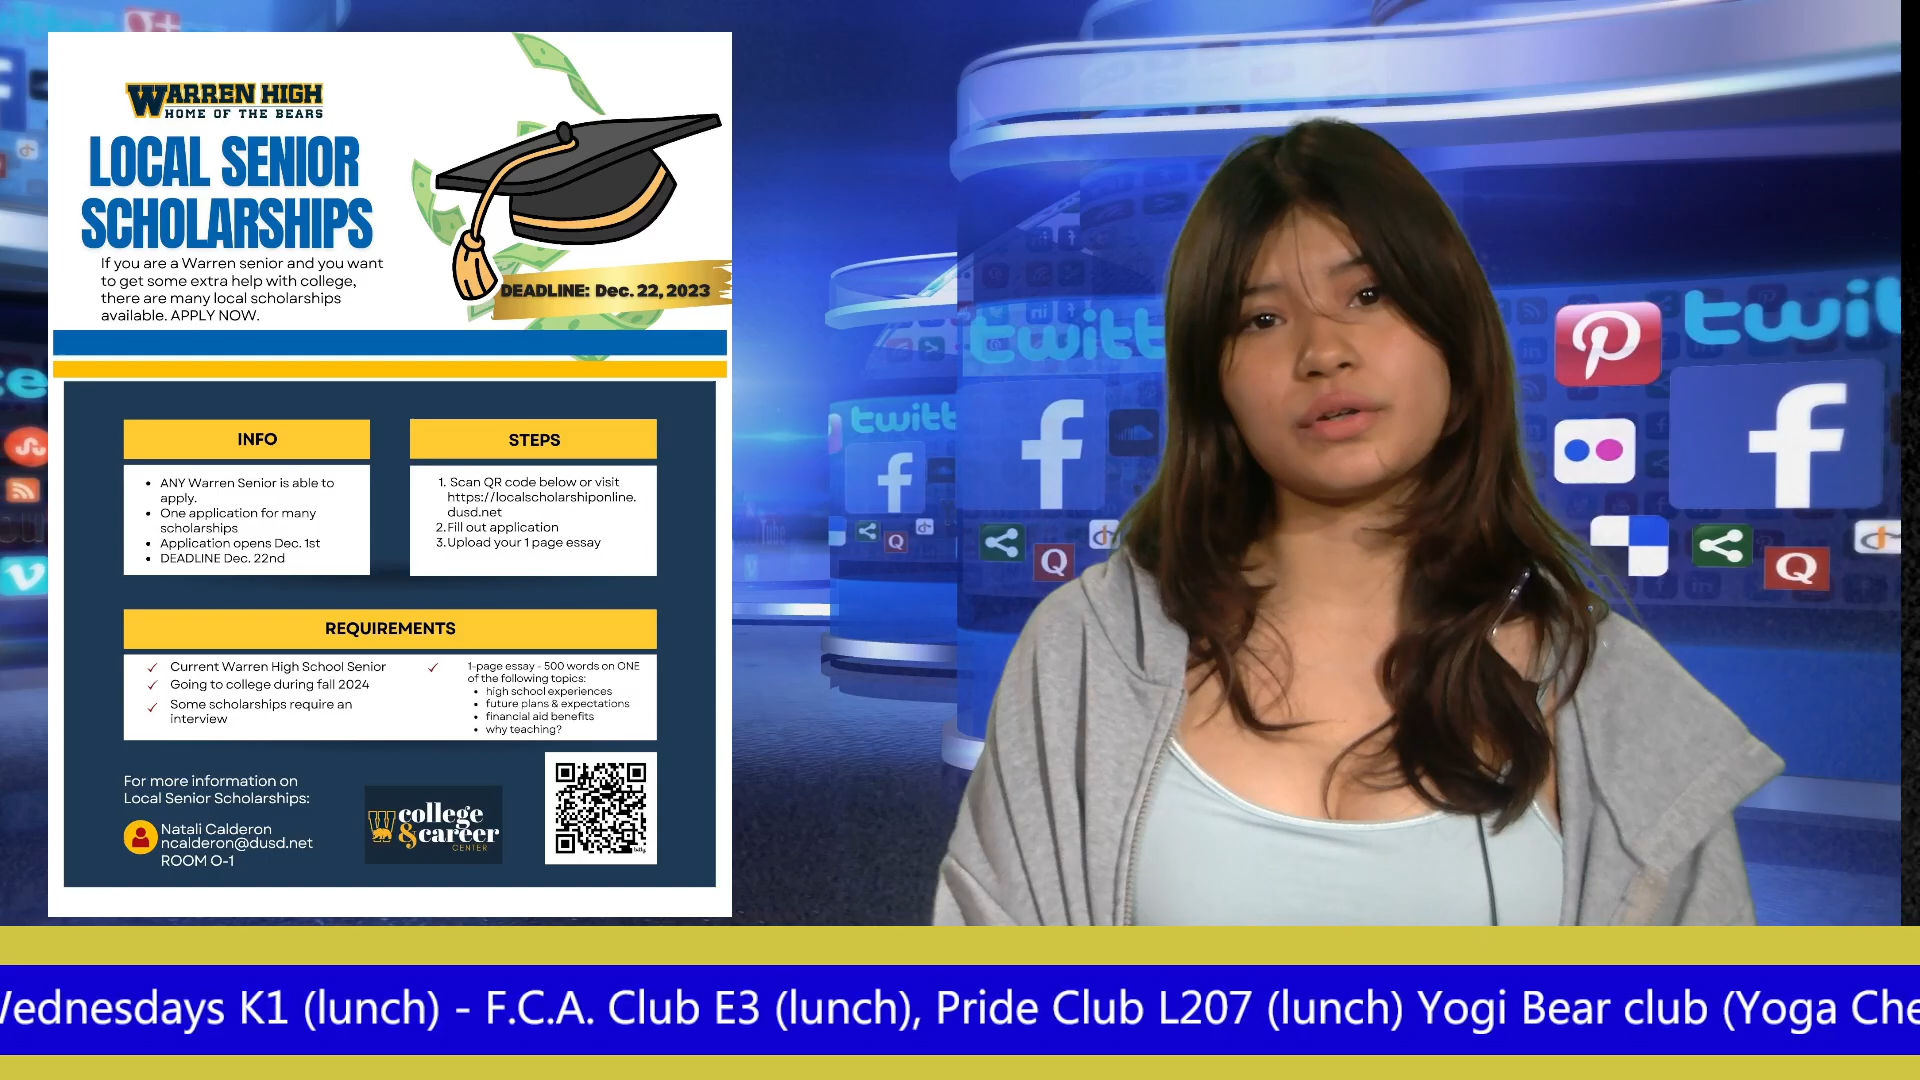 WARREN HIGH
HOME OF THE BEARS
LOCAL SENIOR
SCHOLARSHIPS
If you are a Warren senior and you want
to get some extra help with college,
there are many local scholarships
available. APPLY NOW.
DEADLINE: Dec. 22, 2023
INFO
ANY Warren Senior is able to
apply.
One application for many
scholarships
Application opens Dec. 1st
DEADLINE Dec. 22nd
STEPS
1. Scan QR code below or visit
https://localscholarshiponline.
dusd.net
2. Fill out application
3. Upload your 1 page essay
REQUIREMENTS
Current Warren High School Senior
Going to college during fall 2024
Some scholarships require an
interview
1-page essay - 500 words on ONE
of the following topics:
high school experiences
future plans & expectations
financial aid benefits
why teaching?
For more information on
Local Senior Scholarships:
Natali Calderon
ncalderon@dusd.net
ROOM O-1
W college
&career
CENTER
twitt
twitt
twit
Wednesdays K1 (lunch) - F.C.A. Club E3 (lunch), Pride Club L207 (lunch) Yogi Bear club (Yoga Che